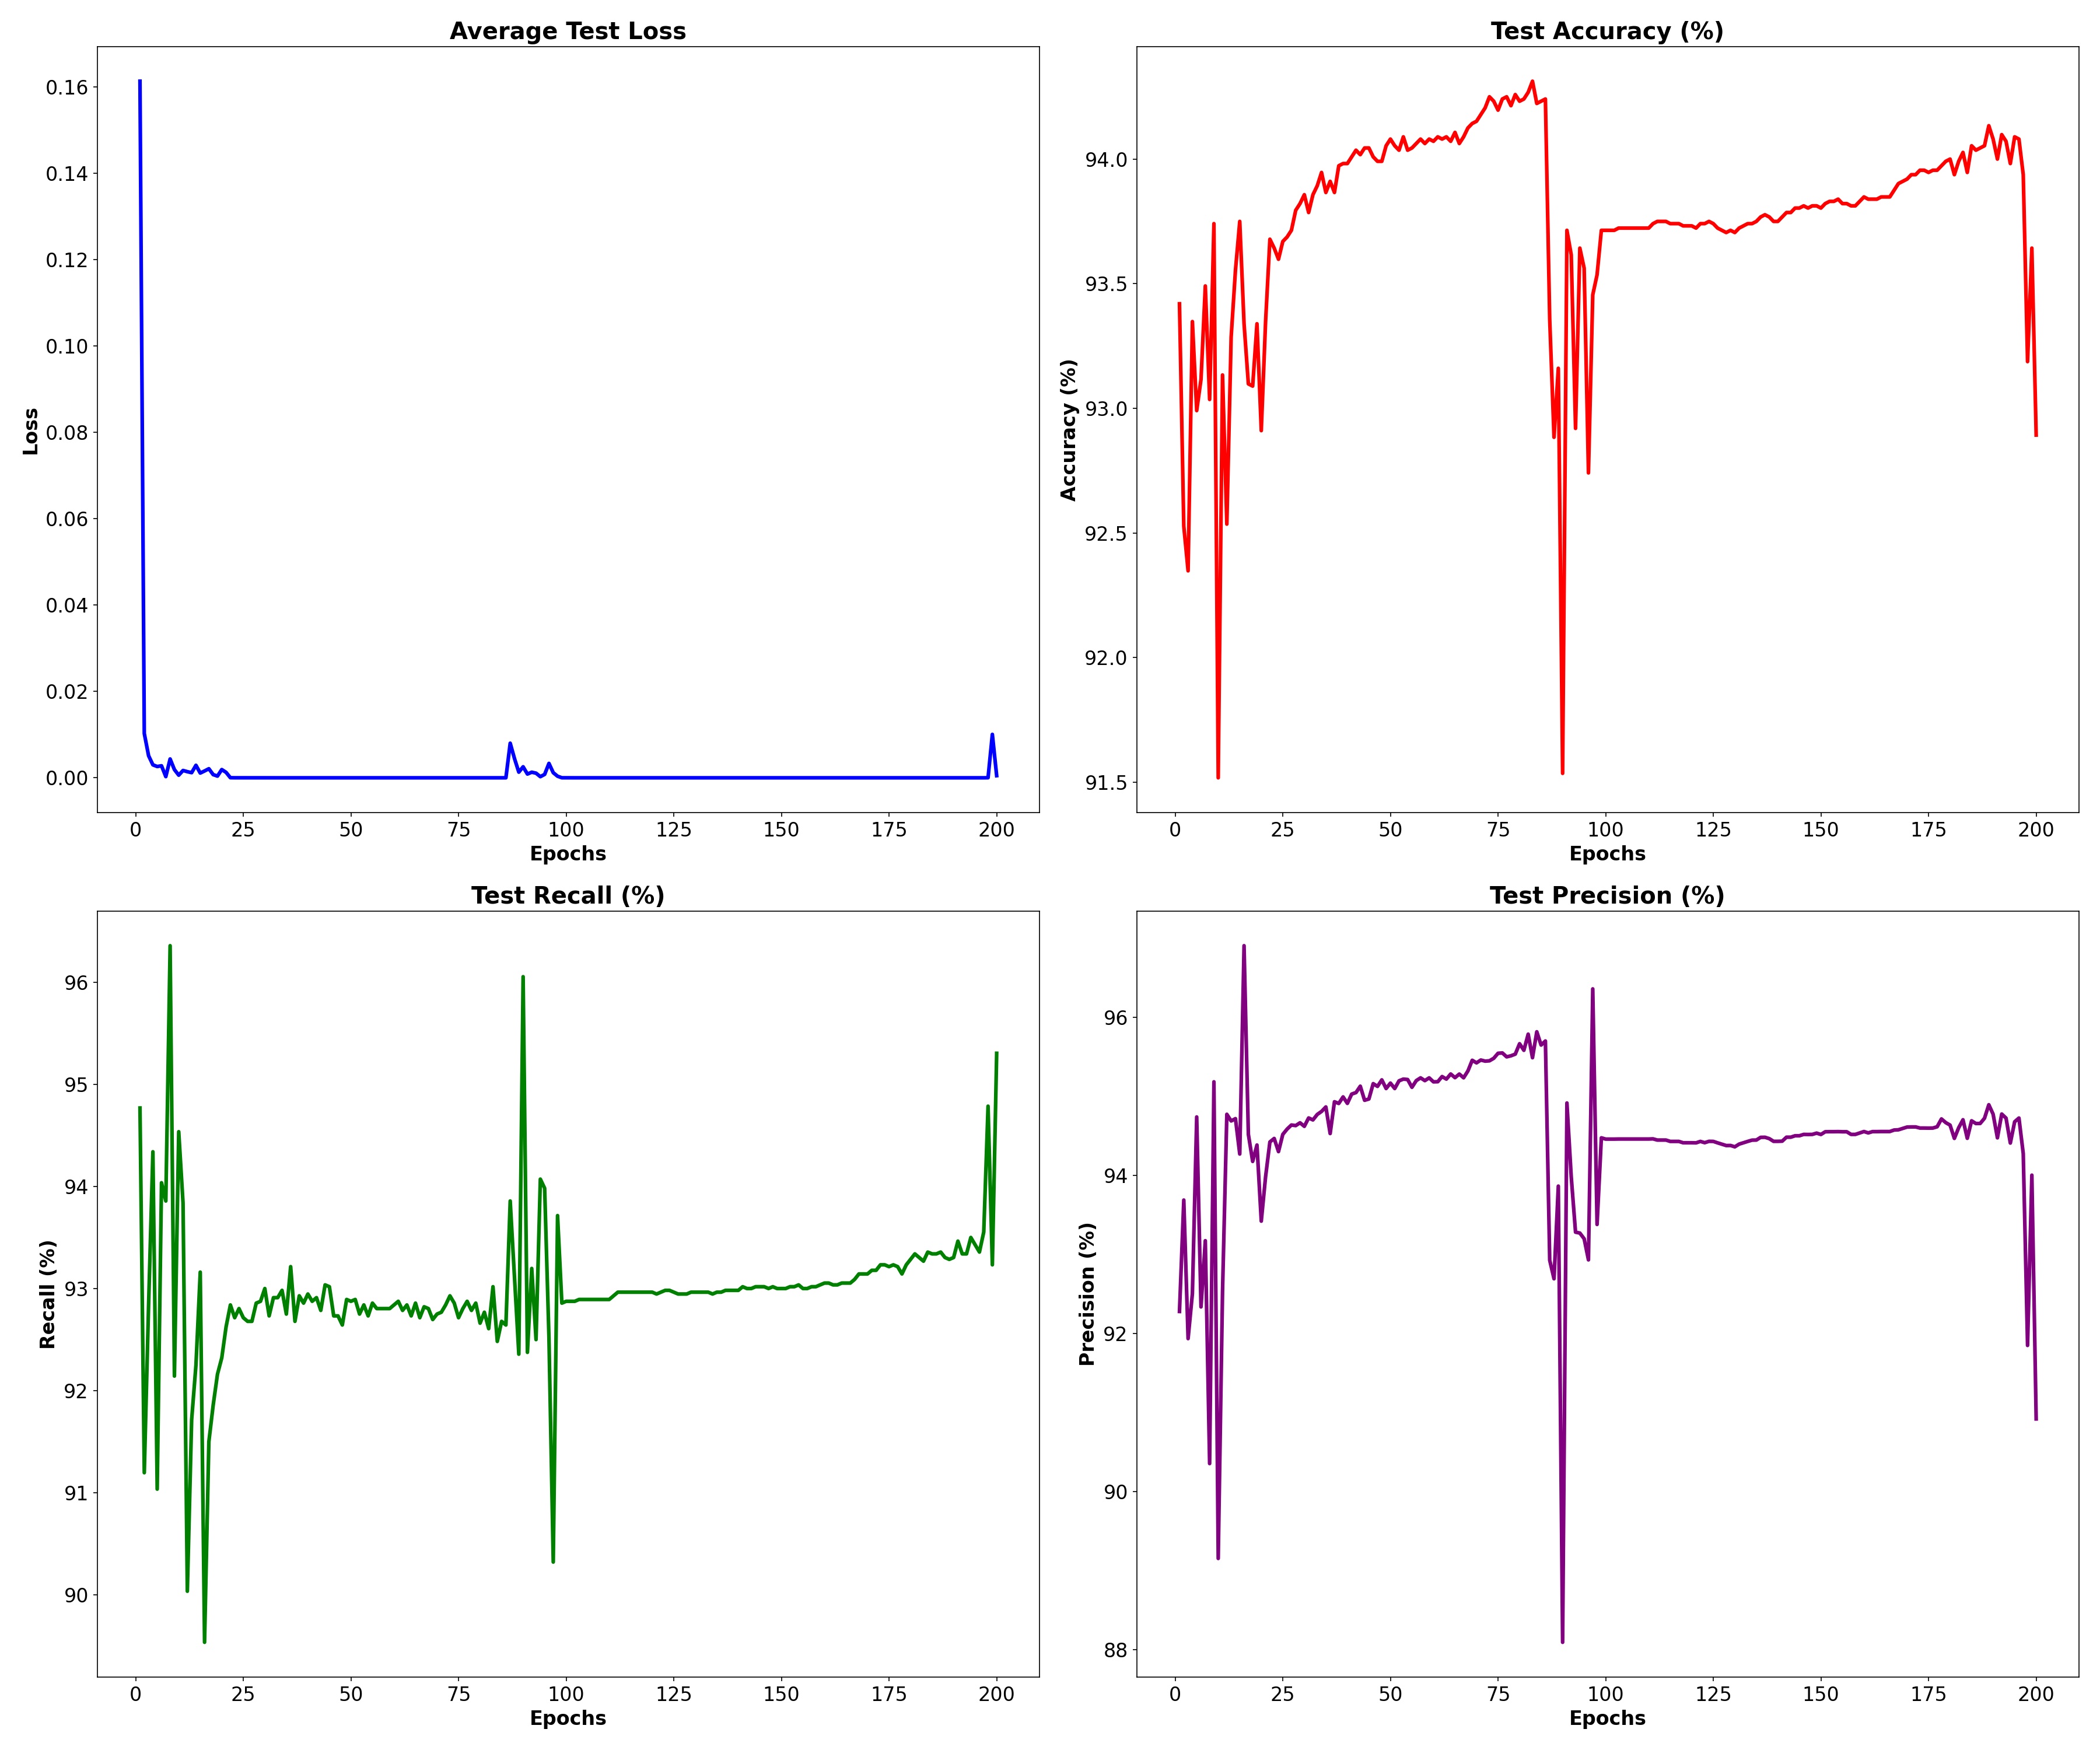 Average Test Loss
0.16
0.14
0.12
0.10
0.08
0.06
0.04
0.02
0.00
Loss
0 25 50 75 100 125 150 175 200
Epochs
Test Accuracy (%)
94.0
93.5
93.0
92.5
92.0
91.5
Accuracy (%)
0 25 50 75 100 125 150 175 200
Epochs
Test Recall (%)
96
95
94
93
92
91
90
Recall (%)
0 25 50 75 100 125 150 175 200
Epochs
Test Precision (%)
96
94
92
90
88
Precision (%)
0 25 50 75 100 125 150 175 200
Epochs